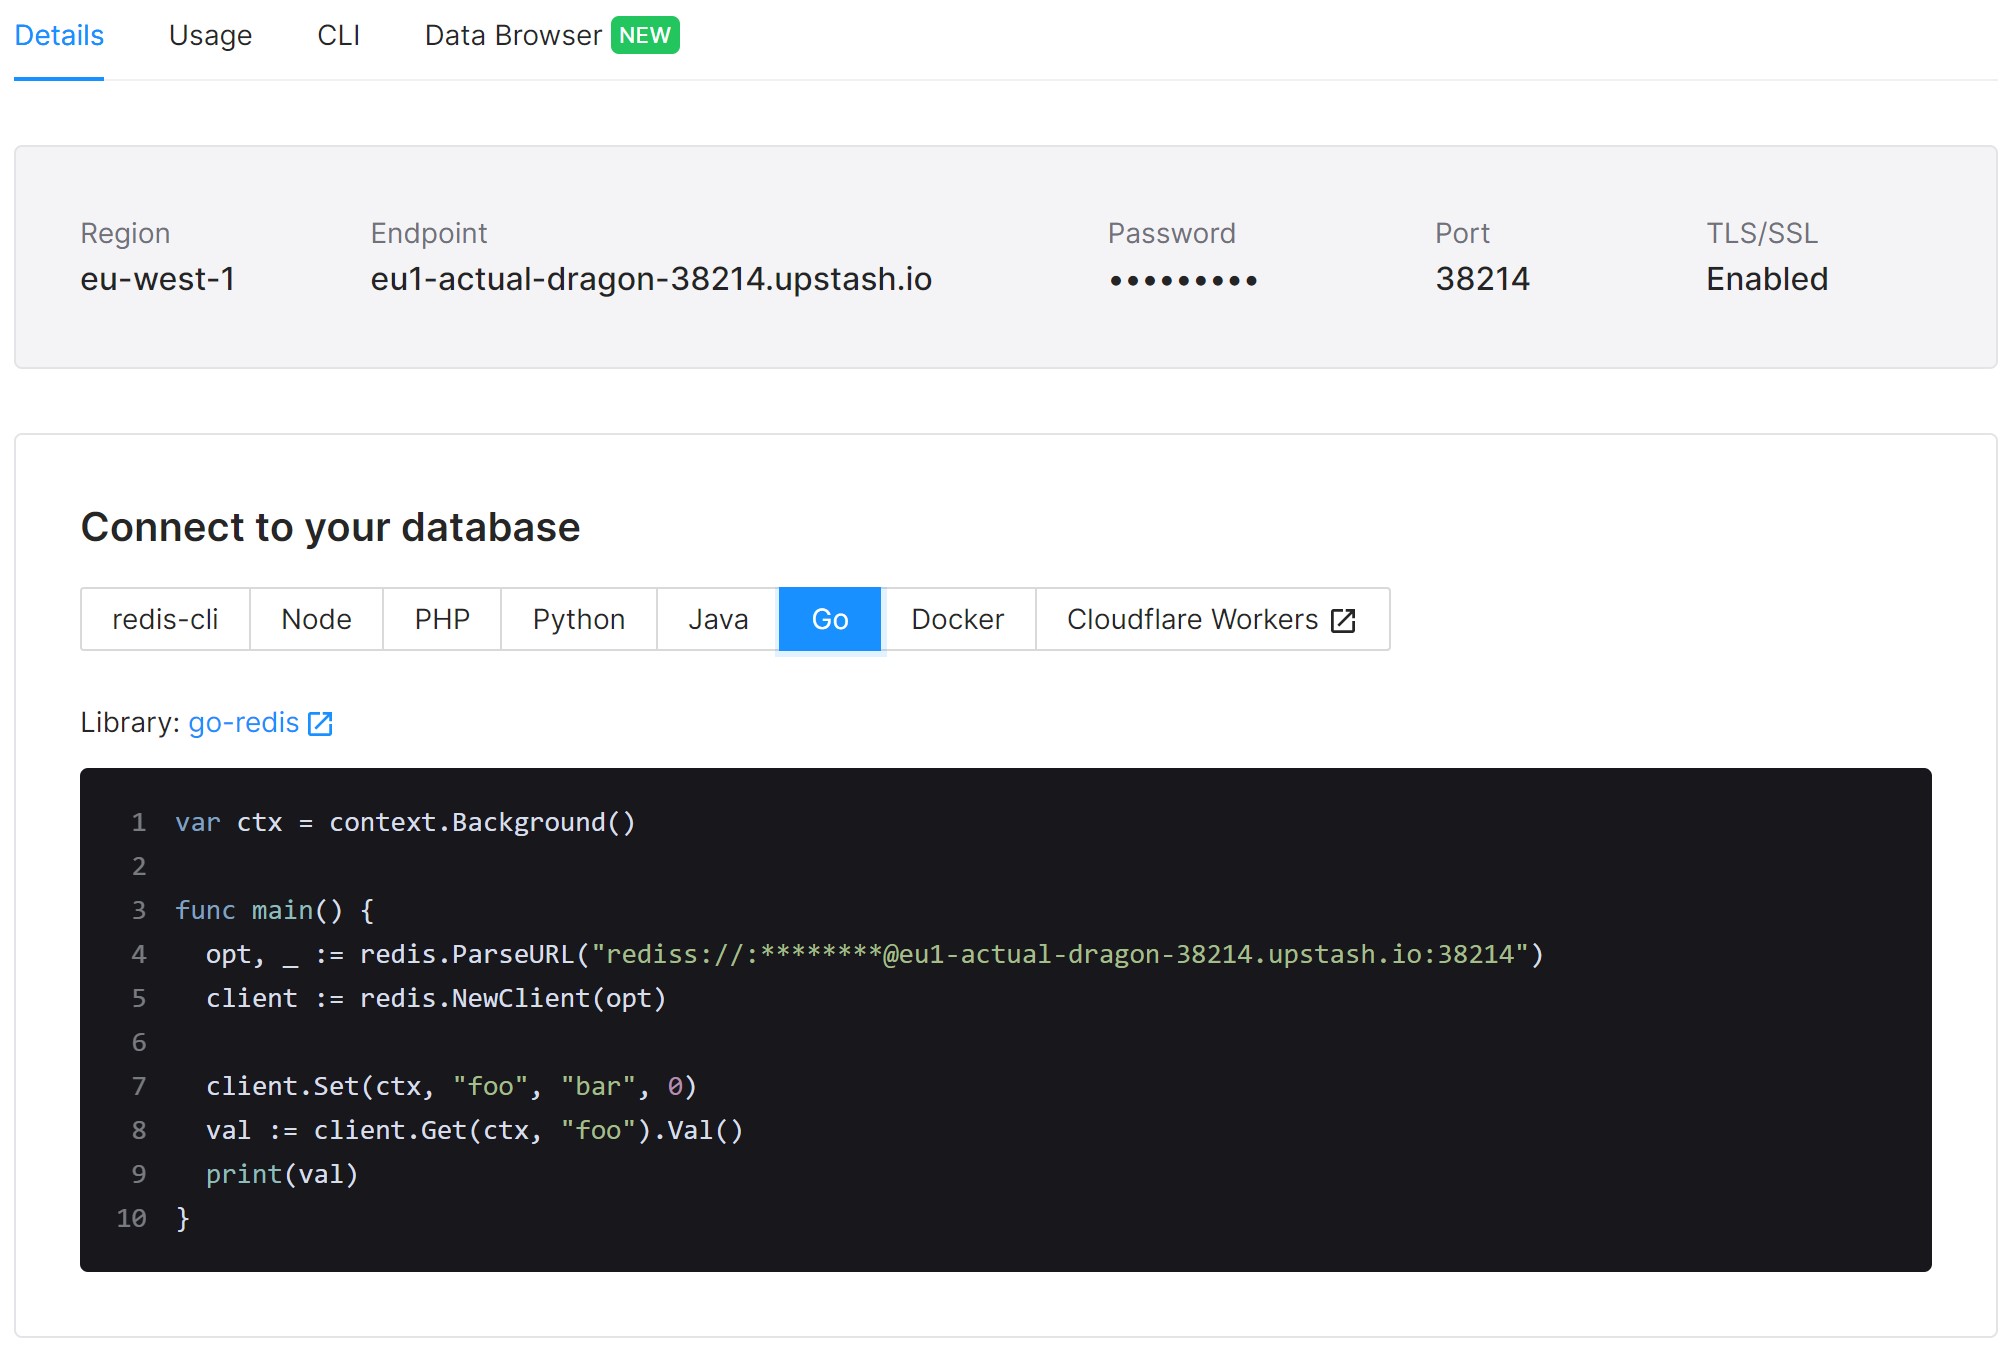 Details Usage CLI Data Browser NEW
Region Endpoint Password Port TLS/SSL
eu-west-1 eu1-actual-dragon-38214.upstash.io ••••••••• 38214 Enabled
Connect to your database
redis-cli Node PHP Python Java Go Docker Cloudflare Workers
Library: go-redis
1 var ctx = context.Background()
2
3 func main() {
4   opt, _ := redis.ParseURL("rediss://:********@eu1-actual-dragon-38214.upstash.io:38214")
5   client := redis.NewClient(opt)
6
7   client.Set(ctx, "foo", "bar", 0)
8   val := client.Get(ctx, "foo").Val()
9   print(val)
10 }